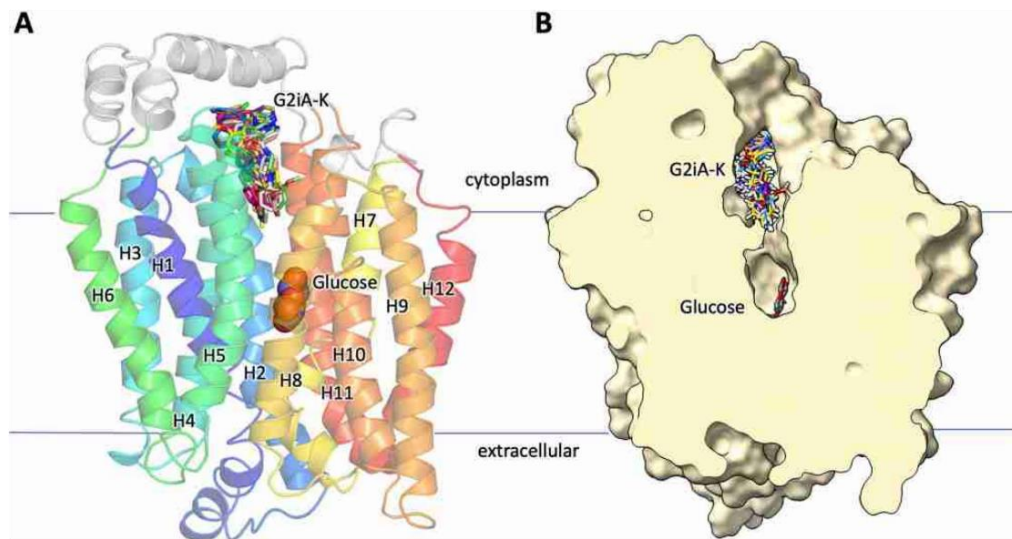 A
G2iA-K
cytoplasm
H7
H3
H1
H6
Glucose
H12
H9
H5
H10
H2
H8
H11
H4
extracellular
B
G2iA-K
Glucose